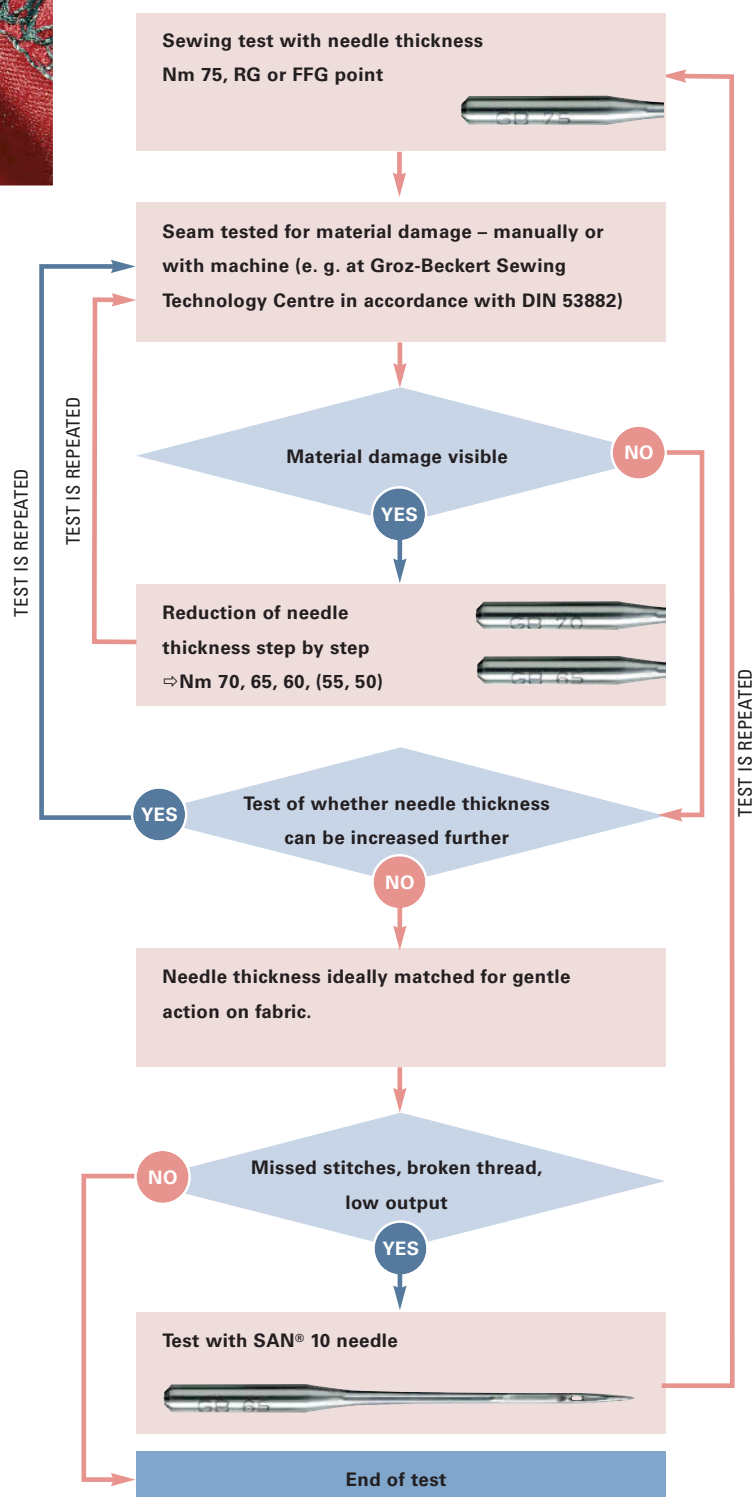 Sewing test with needle thickness
Nm 75, RG or FFG point
GB 75
Seam tested for material damage – manually or
with machine (e. g. at Groz-Beckert Sewing
Technology Centre in accordance with DIN 53882)
TEST IS REPEATED
TEST IS REPEATED
Material damage visible
NO
YES
Reduction of needle
thickness step by step
⇨Nm 70, 65, 60, (55, 50)
GB 70
GB 65
TEST IS REPEATED
Test of whether needle thickness
can be increased further
YES
NO
Needle thickness ideally matched for gentle
action on fabric.
Missed stitches, broken thread,
low output
NO
YES
Test with SAN® 10 needle
GB 65
End of test